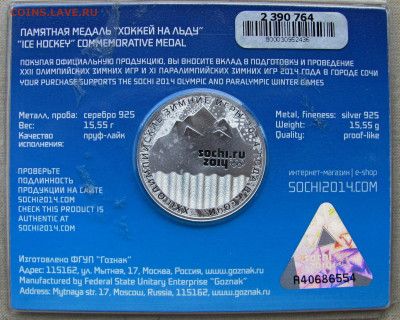 МОНЕТЫ.СЛАВЕ.RU
2 390 764
B00030952436
ПАМЯТНАЯ МЕДАЛЬ "ХОККЕЙ НА ЛЬДУ"
"ICE HOCKEY" COMMEMORATIVE MEDAL
ПОКУПАЯ ОФИЦИАЛЬНУЮ ПРОДУКЦИЮ, ВЫ ВНОСИТЕ ВКЛАД В ПОДГОТОВКУ И ПРОВЕДЕНИЕ
XXII ОЛИМПИЙСКИХ ЗИМНИХ ИГР И XI ПАРАЛИМПИЙСКИХ ЗИМНИХ ИГР 2014 ГОДА В ГОРОДЕ СОЧИ
YOUR PURCHASE SUPPORTS THE SOCHI 2014 OLYMPIC AND PARALYMPIC WINTER GAMES
Металл, проба: серебро 925
Вес: 15,55 г
Качество: пруф-лайк
Metal, fineness: silver 925
Weight: 15,55 g
Quality: proof-like
sochi.ru
2014
ПРОВЕРЬТЕ
ПОДЛИННОСТЬ
ПРОДУКЦИИ НА САЙТЕ
SOCHI2014.COM
CHECK THIS PRODUCT IS
AUTHENTIC AT
SOCHI2014.COM
интернет-магазин | e-shop
SOCHI2014.COM
A40686554
Изготовлено ФГУП "Гознак"
Адрес: 115162, ул. Мытная, 17, Москва, Россия, www.goznak.ru
Manufactured by Federal State Unitary Enterprise "Goznak"
Address: Mytnaya str. 17, Moscow, Russia, www.goznak.ru